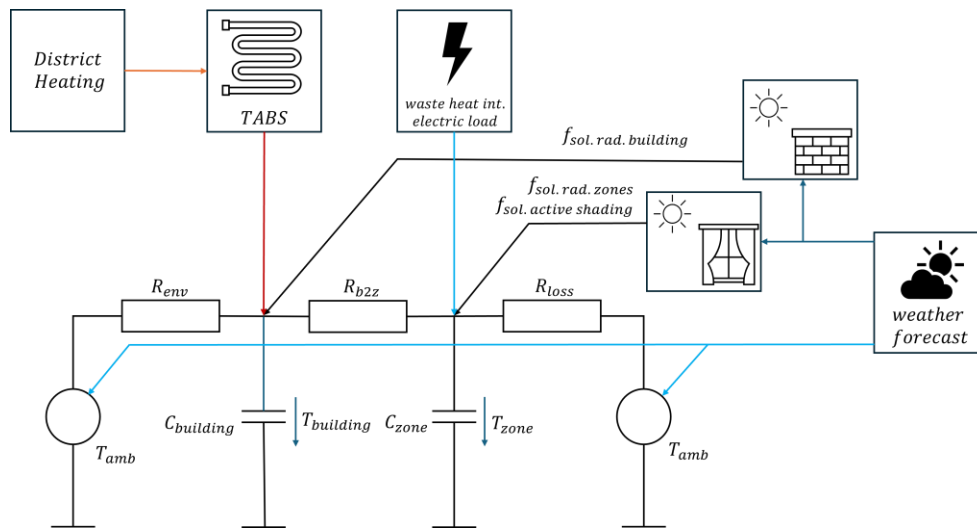 District
Heating
TABS
waste heat int.
electric load
f_sol. rad. building
f_sol. rad. zones
f_sol. active shading
weather
forecast
R_env
R_b2z
R_loss
C_building
T_building
C_zone
T_zone
T_amb
T_amb